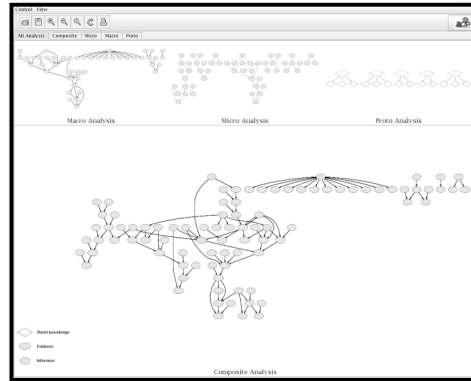 Control View
All Analysis Composite Micro Macro Proto
Macro Analysis Micro Analysis Proto Analysis
World knowledge
Evidence
Inference
Composite Analysis